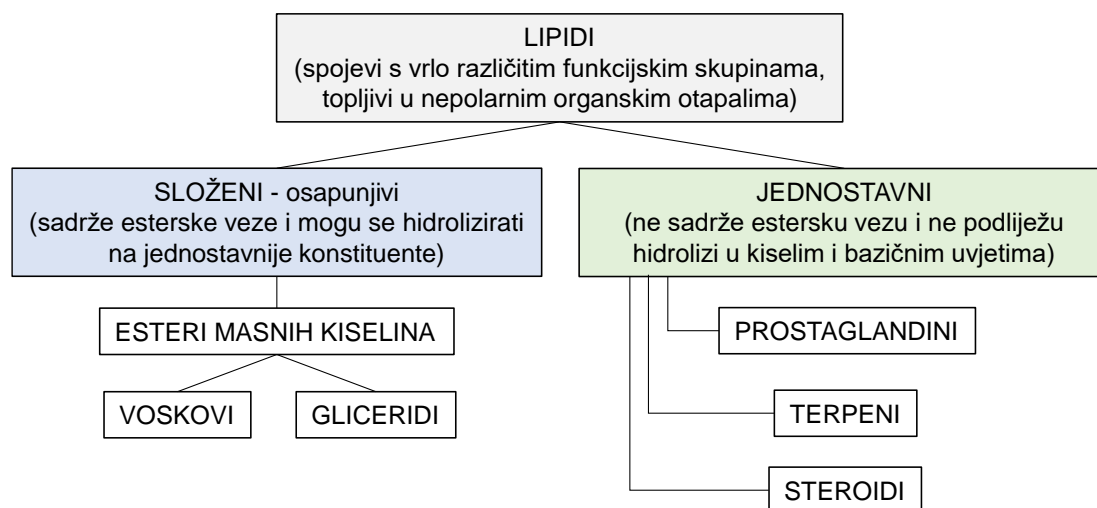 LIPIDI
(spojevi s vrlo različitim funkcijskim skupinama,
topljivi u nepolarnim organskim otapalima)
SLOŽENI - osapunjivi
(sadrže esterske veze i mogu se hidrolizirati
na jednostavnije konstituente)
JEDNOSTAVNI
(ne sadrže estersku vezu i ne podliježu
hidrolizi u kiselim i bazičnim uvjetima)
ESTERI MASNIH KISELINA
VOSKOVI
GLICERIDI
PROSTAGLANDINI
TERPENI
STEROIDI